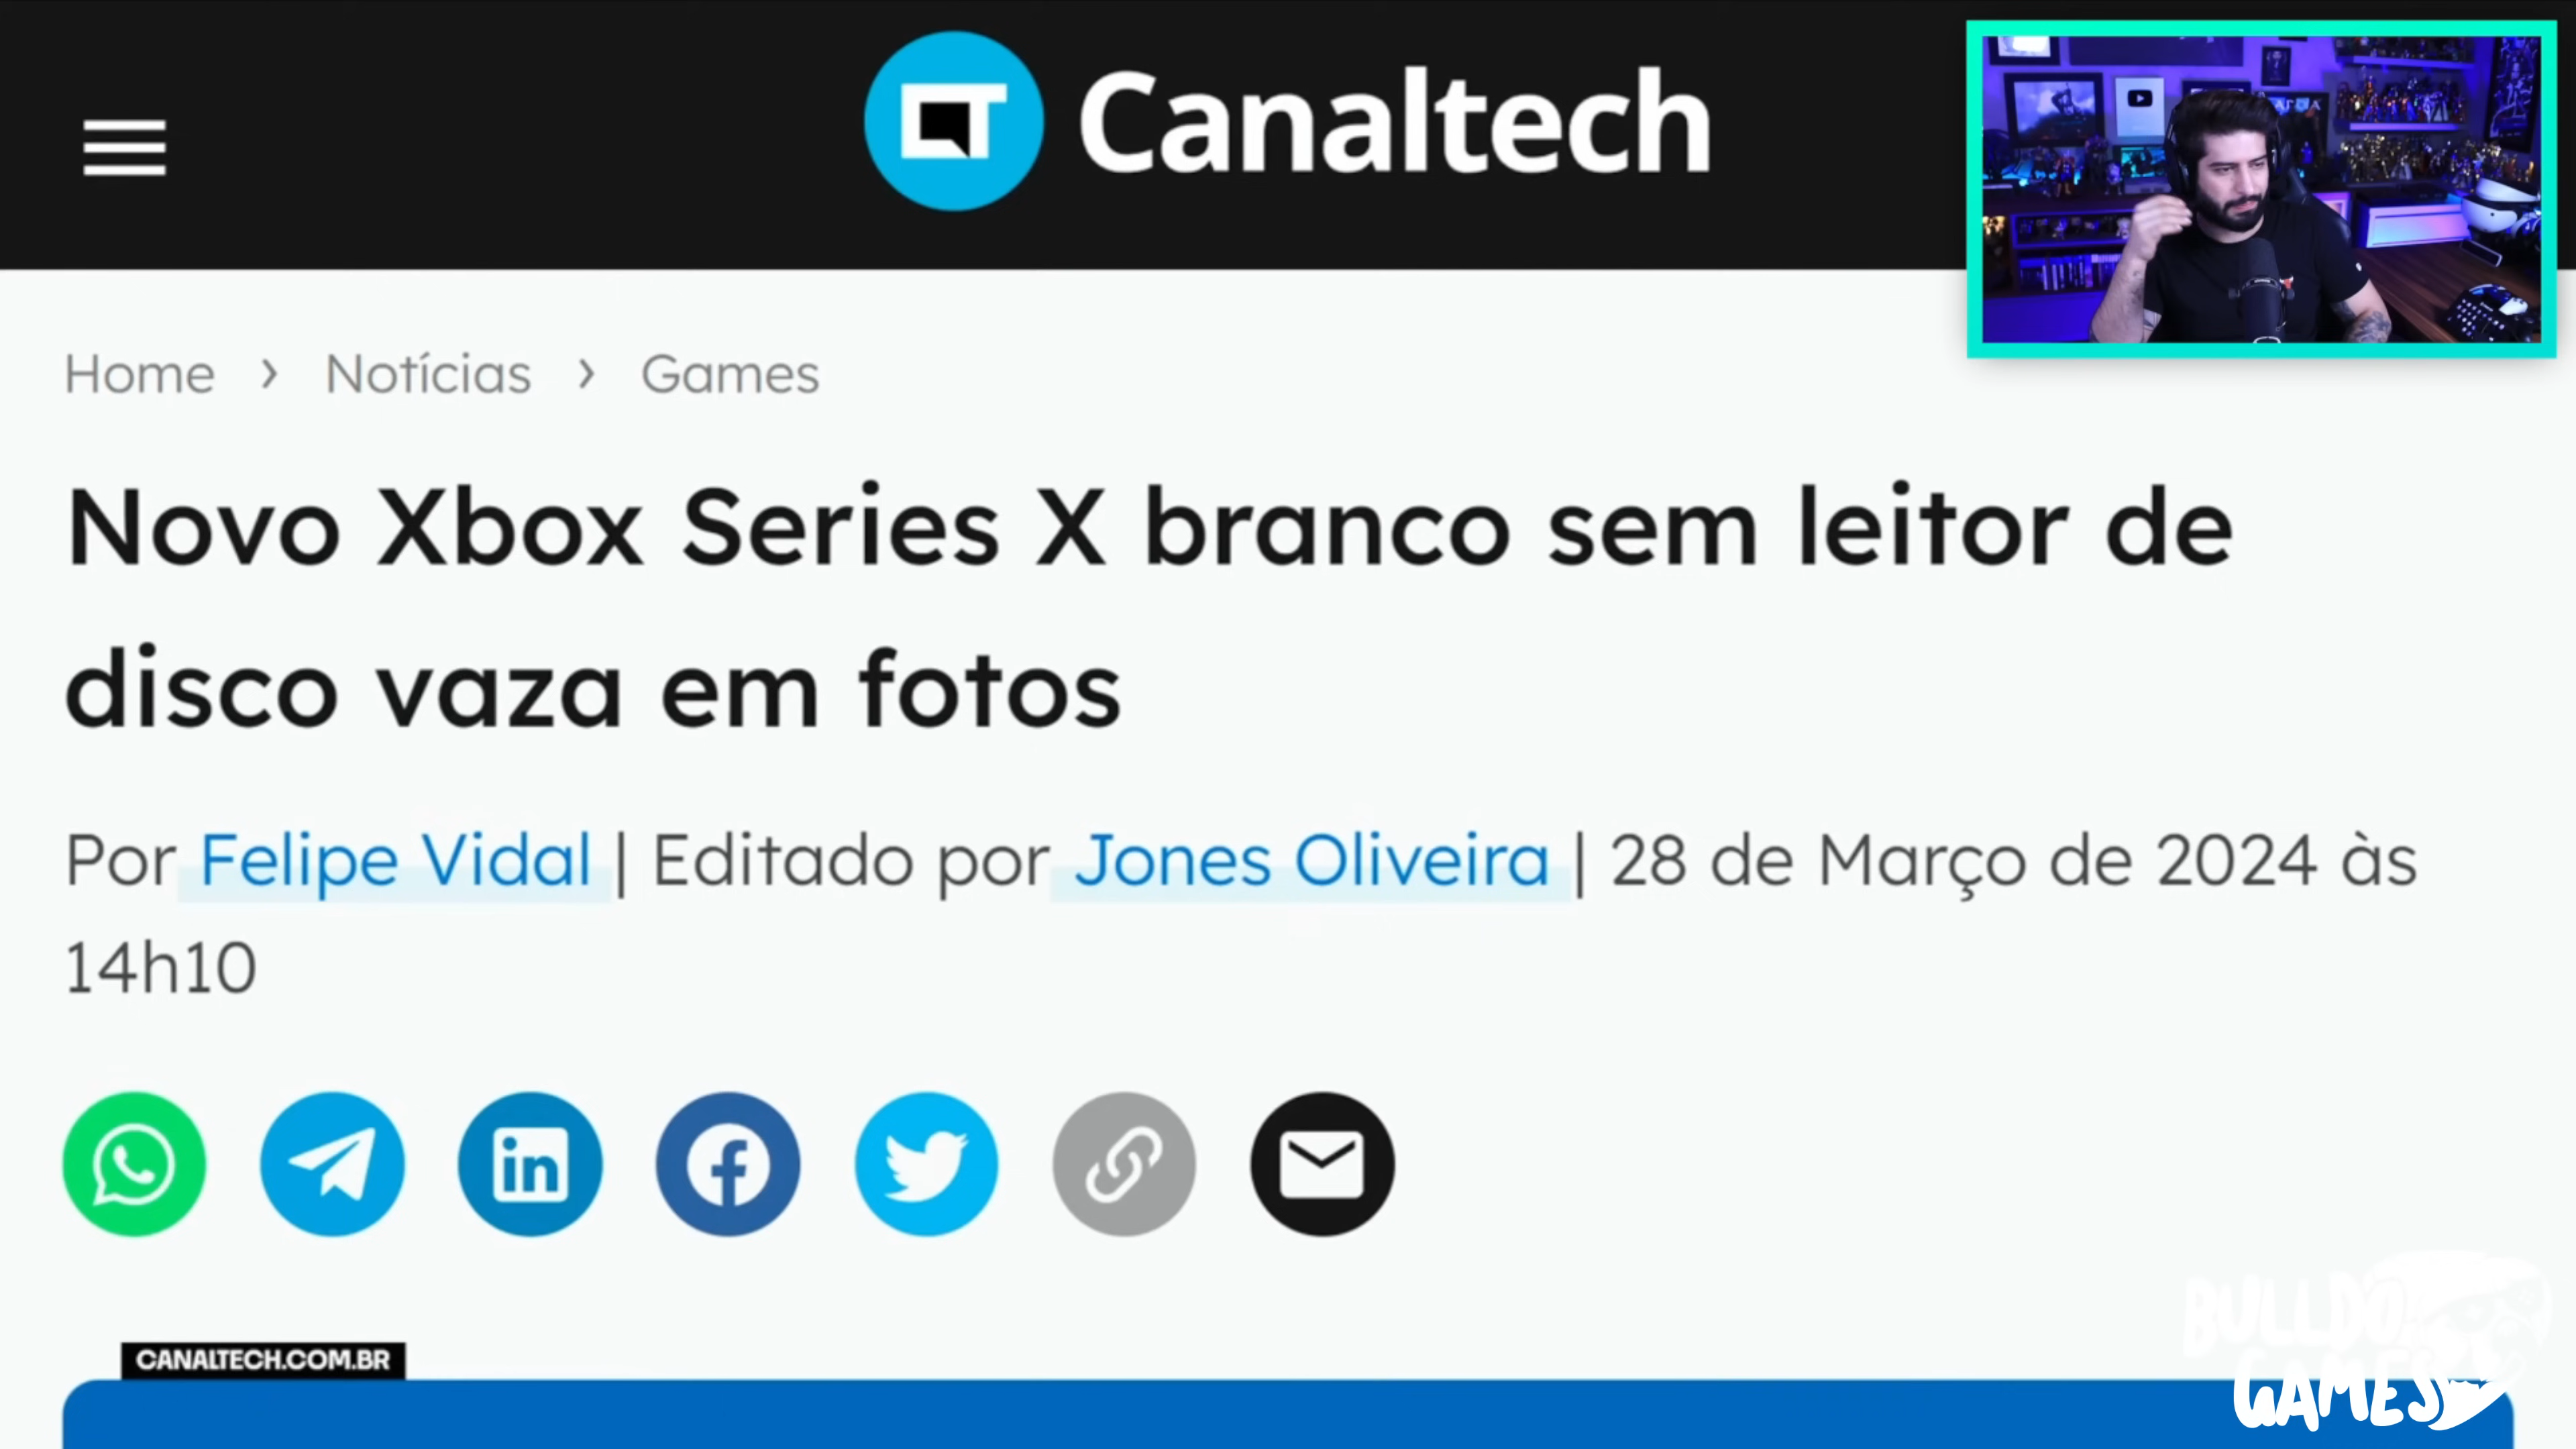 Canaltech
Home > Notícias > Games
Novo Xbox Series X branco sem leitor de
disco vaza em fotos
Por Felipe Vidal | Editado por Jones Oliveira | 28 de Março de 2024 às
14h10
CANALTECH.COM.BR
BULLDOG
GAMES